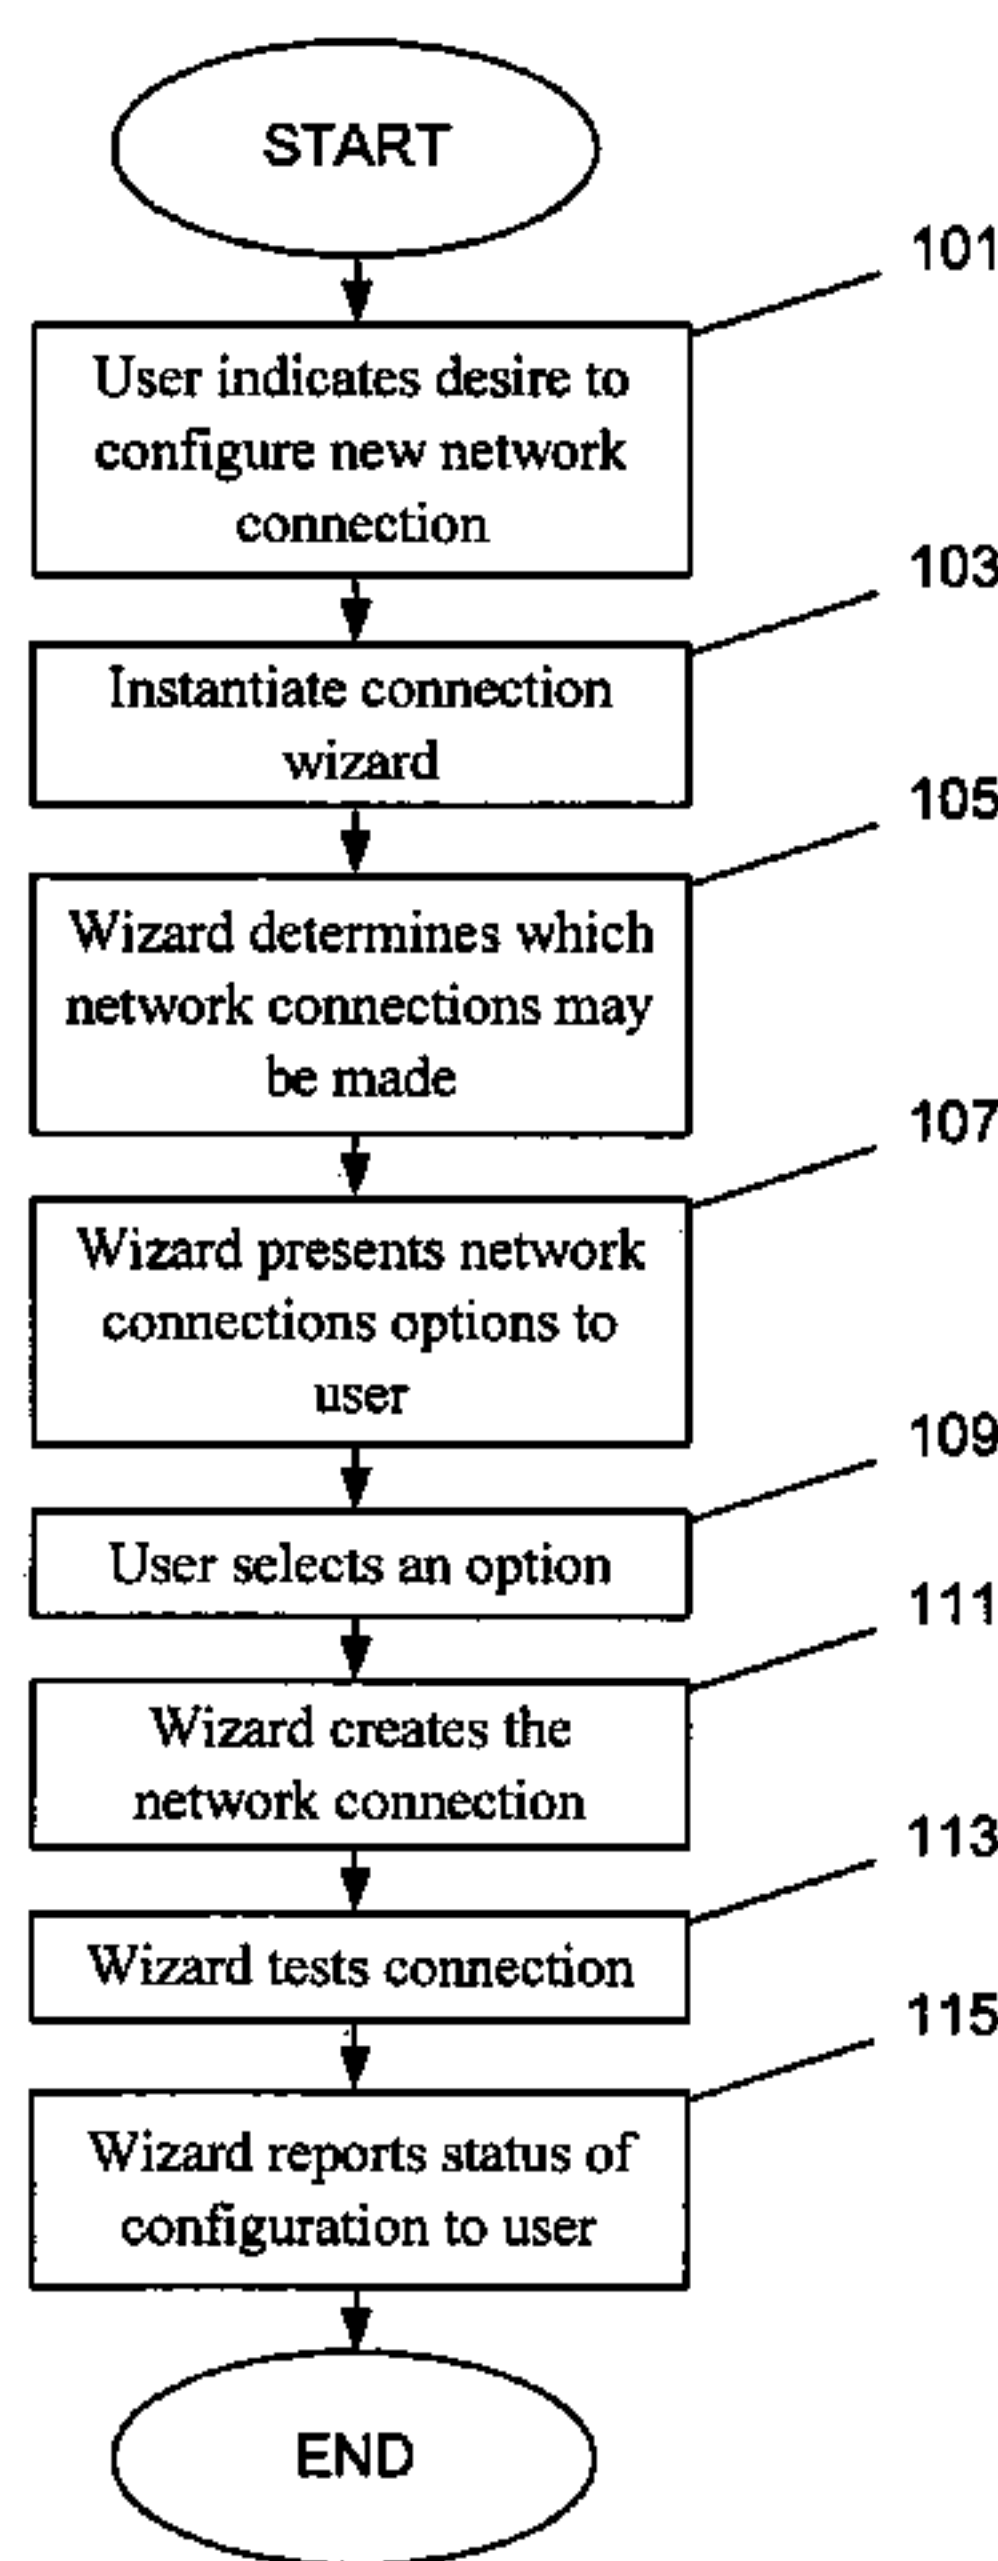 START
101
User indicates desire to
configure new network
connection
103
Instantiate connection
wizard
105
Wizard determines which
network connections may
be made
107
Wizard presents network
connections options to
user
109
User selects an option
111
Wizard creates the
network connection
113
Wizard tests connection
115
Wizard reports status of
configuration to user
END